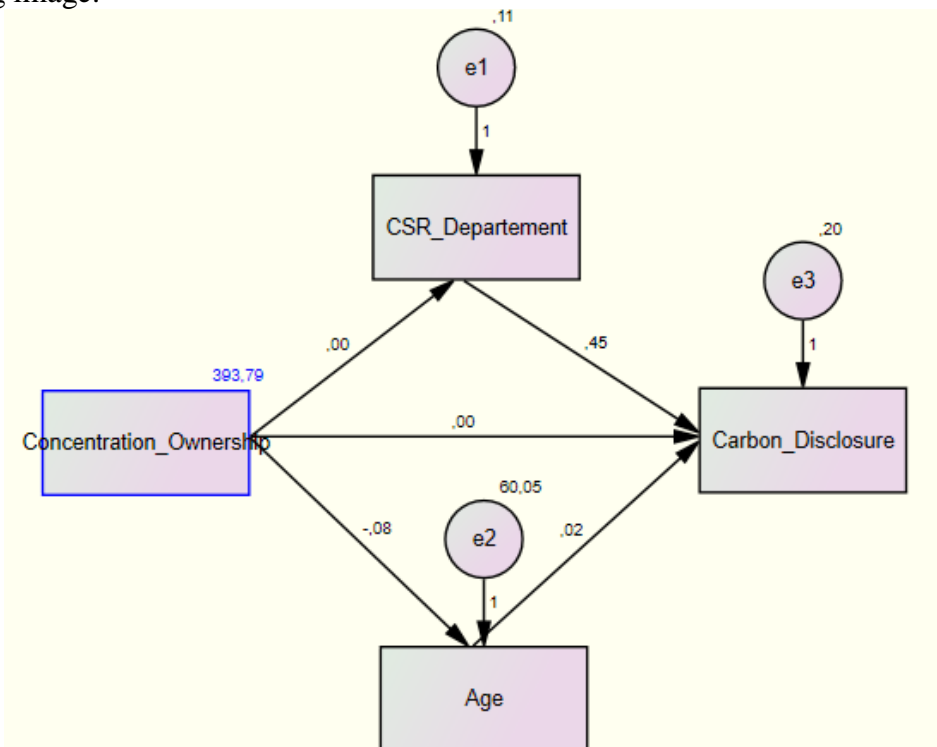 g image.
,11
e1
1
CSR_Departement
,20
e3
1
,00
,45
393,79
Concentration_Ownership
,00
Carbon_Disclosure
60,05
-,08
e2
,02
1
Age